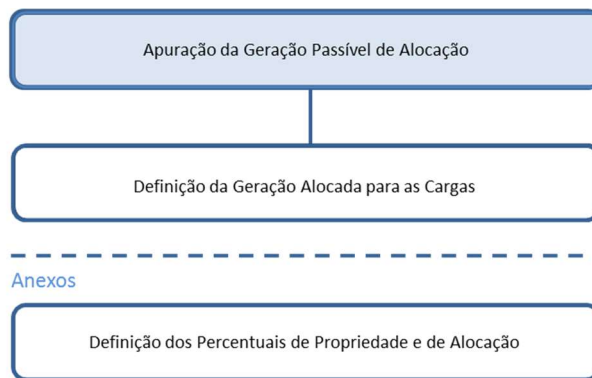 Apuração da Geração Passível de Alocação
Definição da Geração Alocada para as Cargas
Anexos
Definição dos Percentuais de Propriedade e de Alocação